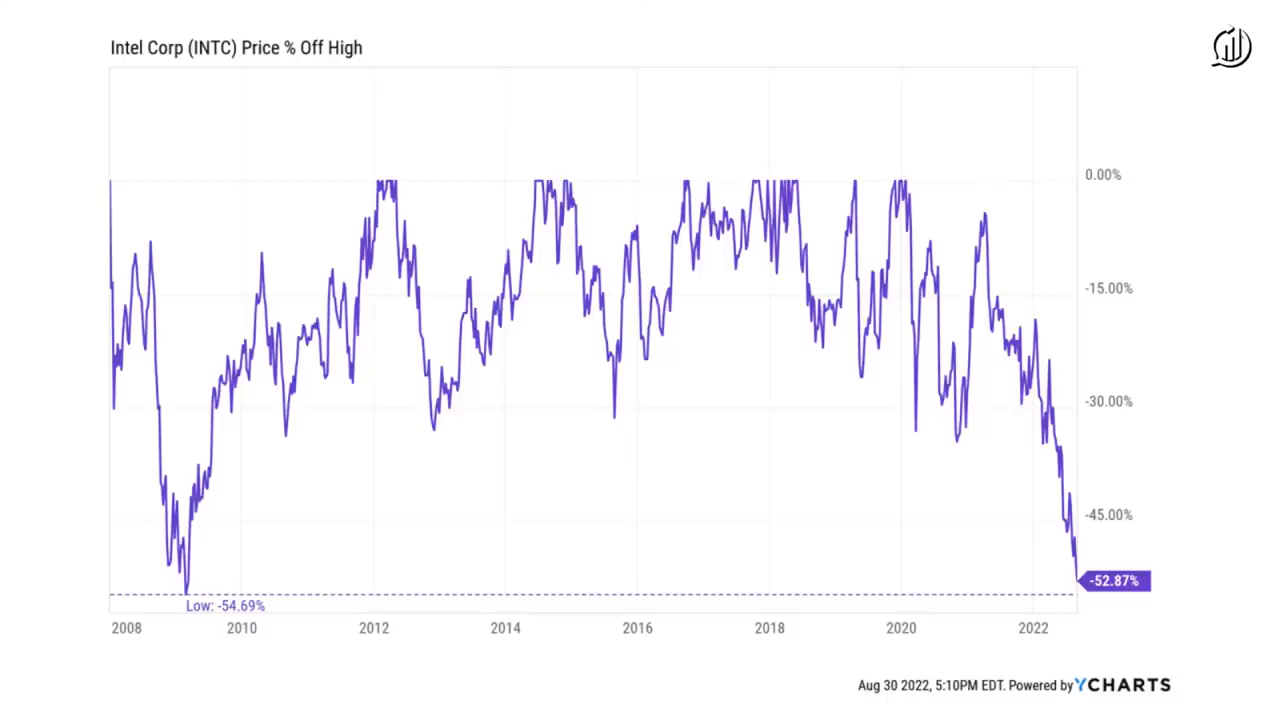 Intel Corp (INTC) Price % Off High
0.00%
-15.00%
-30.00%
-45.00%
-52.87%
Low: -54.69%
2008 2010 2012 2014 2016 2018 2020 2022
Aug 30 2022, 5:10PM EDT. Powered by YCHARTS